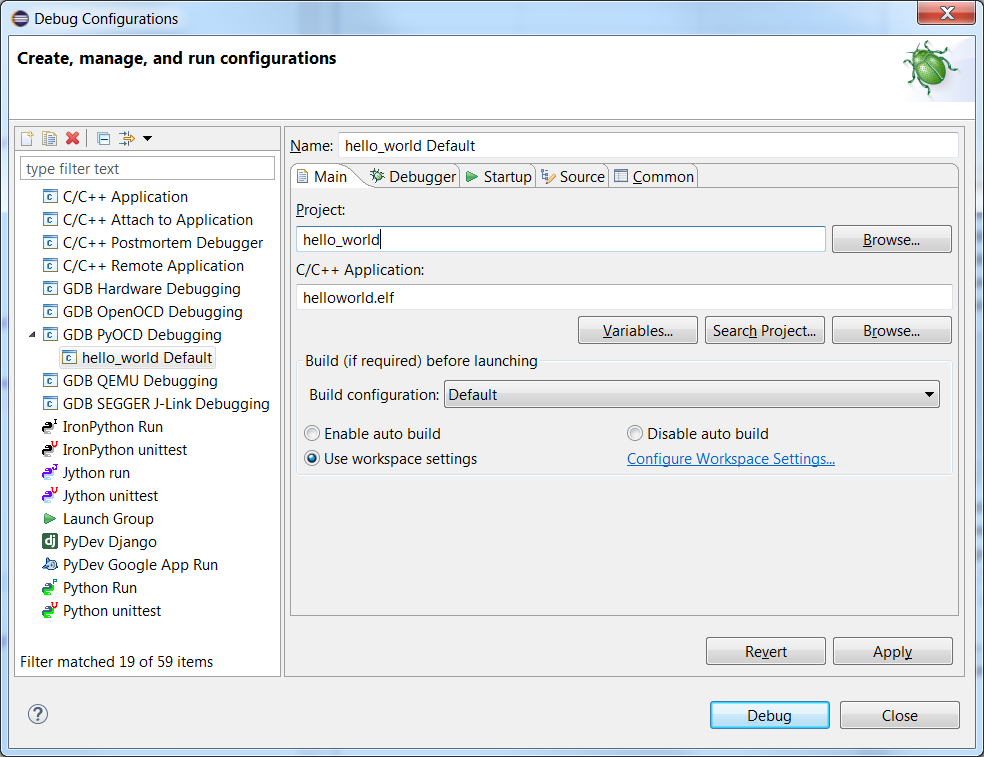 Debug Configurations
Create, manage, and run configurations
type filter text
C/C++ Application
C/C++ Attach to Application
C/C++ Postmortem Debugger
C/C++ Remote Application
GDB Hardware Debugging
GDB OpenOCD Debugging
GDB PyOCD Debugging
hello_world Default
GDB QEMU Debugging
GDB SEGGER J-Link Debugging
IronPython Run
IronPython unittest
Jython run
Jython unittest
Launch Group
PyDev Django
PyDev Google App Run
Python Run
Python unittest
Filter matched 19 of 59 items
Name: hello_world Default
Main Debugger Startup Source Common
Project:
hello_world Browse...
C/C++ Application:
helloworld.elf
Variables... Search Project... Browse...
Build (if required) before launching
Build configuration: Default
Enable auto build Disable auto build
Use workspace settings Configure Workspace Settings...
Revert Apply
? Debug Close